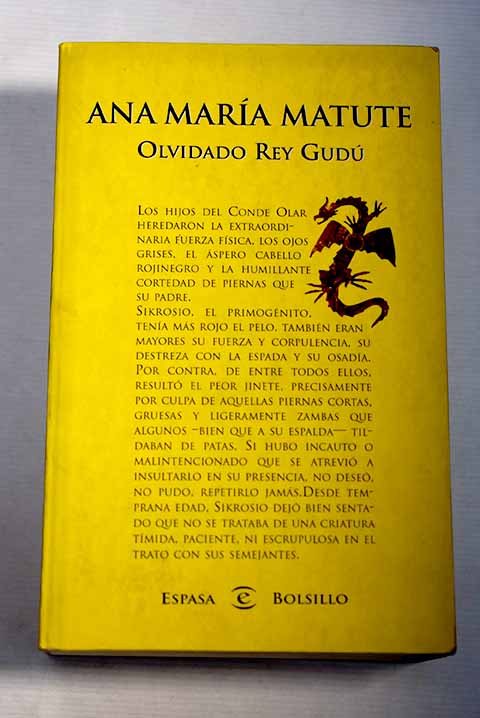 ANA MARÍA MATUTE
OLVIDADO REY GUDÚ
LOS HIJOS DEL CONDE OLAR
HEREDARON LA EXTRAORDI-
NARIA FUERZA FÍSICA, LOS OJOS
GRISES, EL ÁSPERO CABELLO
ROJINEGRO Y LA HUMILLANTE
CORTEDAD DE PIERNAS QUE
SU PADRE.
SIKROSIO, EL PRIMOGÉNITO,
TENÍA MÁS ROJO EL PELO, TAMBIÉN ERAN
MAYORES SU FUERZA Y CORPULENCIA, SU
DESTREZA CON LA ESPADA Y SU OSADÍA.
POR CONTRA, DE ENTRE TODOS ELLOS,
RESULTÓ EL PEOR JINETE, PRECISAMENTE
POR CULPA DE AQUELLAS PIERNAS CORTAS,
GRUESAS Y LIGERAMENTE ZAMBAS QUE
ALGUNOS –BIEN QUE A SU ESPALDA— TIL-
DABAN DE PATAS. SI HUBO INCAUTO O
MALINTENCIONADO QUE SE ATREVIÓ A
INSULTARLO EN SU PRESENCIA, NO DESEÓ,
NO PUDO, REPETIRLO JAMÁS.DESDE TEM-
PRANA EDAD, SIKROSIO DEJÓ BIEN SENTA-
DO QUE NO SE TRATABA DE UNA CRIATURA
TÍMIDA, PACIENTE, NI ESCRUPULOSA EN EL
TRATO CON SUS SEMEJANTES.
ESPASA e BOLSILLO